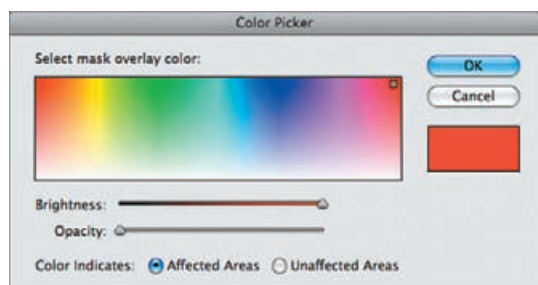 Color Picker
Select mask overlay color:
OK
Cancel
Brightness:
Opacity:
Color Indicates: Affected Areas Unaffected Areas